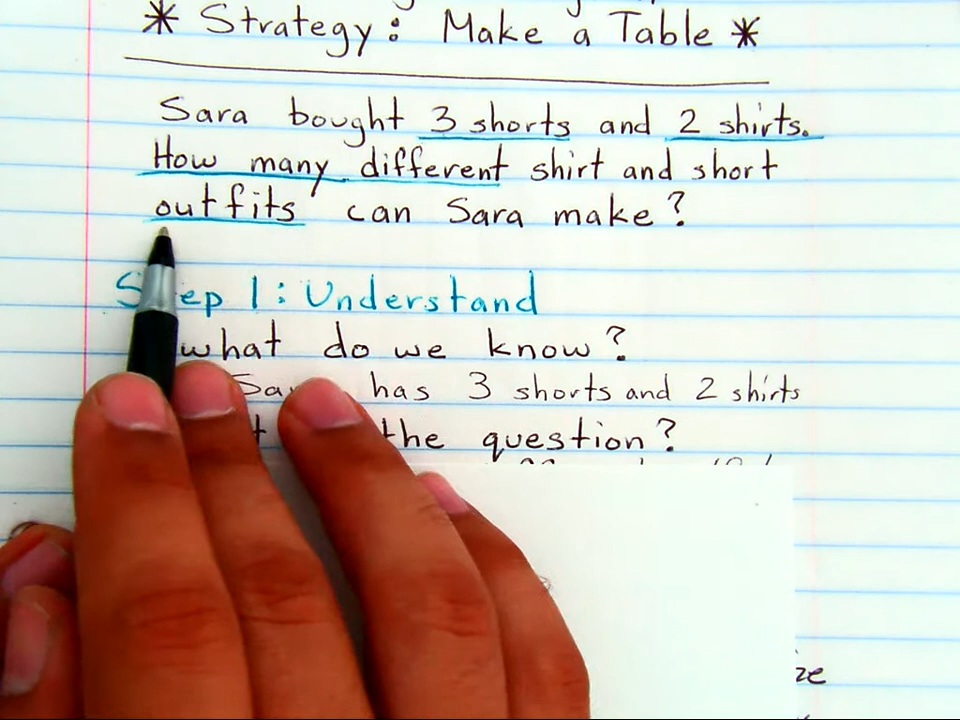 * Strategy: Make a Table *
Sara bought 3 shorts and 2 shirts.
How many different shirt and short
outfits can Sara make?
Step 1: Understand
what do we know?
has 3 shorts and 2 shirts
the question?
ze